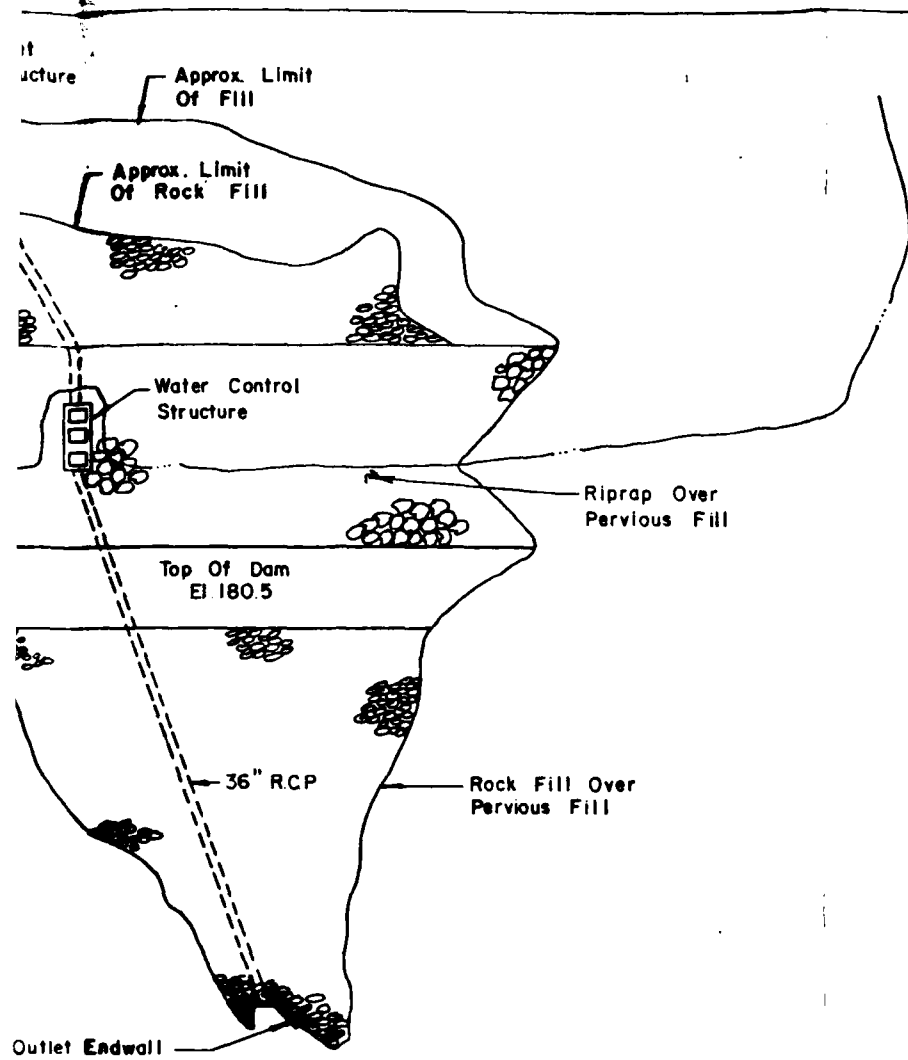 ucture
Approx. Limit
Of Fill
Approx. Limit
Of Rock Fill
Water Control
Structure
Riprap Over
Pervious Fill
Top Of Dam
El. 180.5
36" R.C.P
Rock Fill Over
Pervious Fill
Outlet Endwall